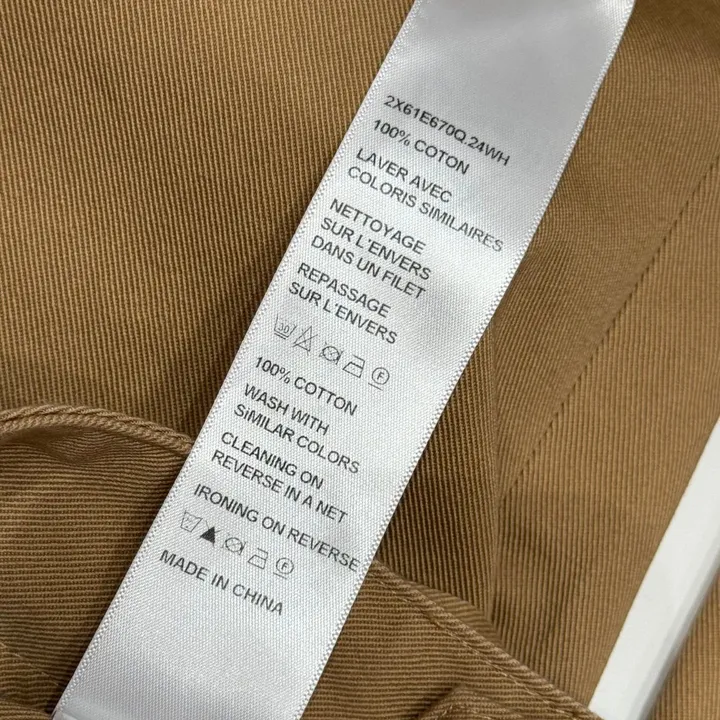 2X61E670Q.24WH
100% COTON
LAVER AVEC
COLORIS SIMILAIRES
NETTOYAGE
SUR L'ENVERS
DANS UN FILET
REPASSAGE
SUR L'ENVERS
30 F
100% COTTON
WASH WITH
SiMILAR COLORS
CLEANING ON
REVERSE IN A NET
IRONING ON REVERSE
F
MADE IN CHINA